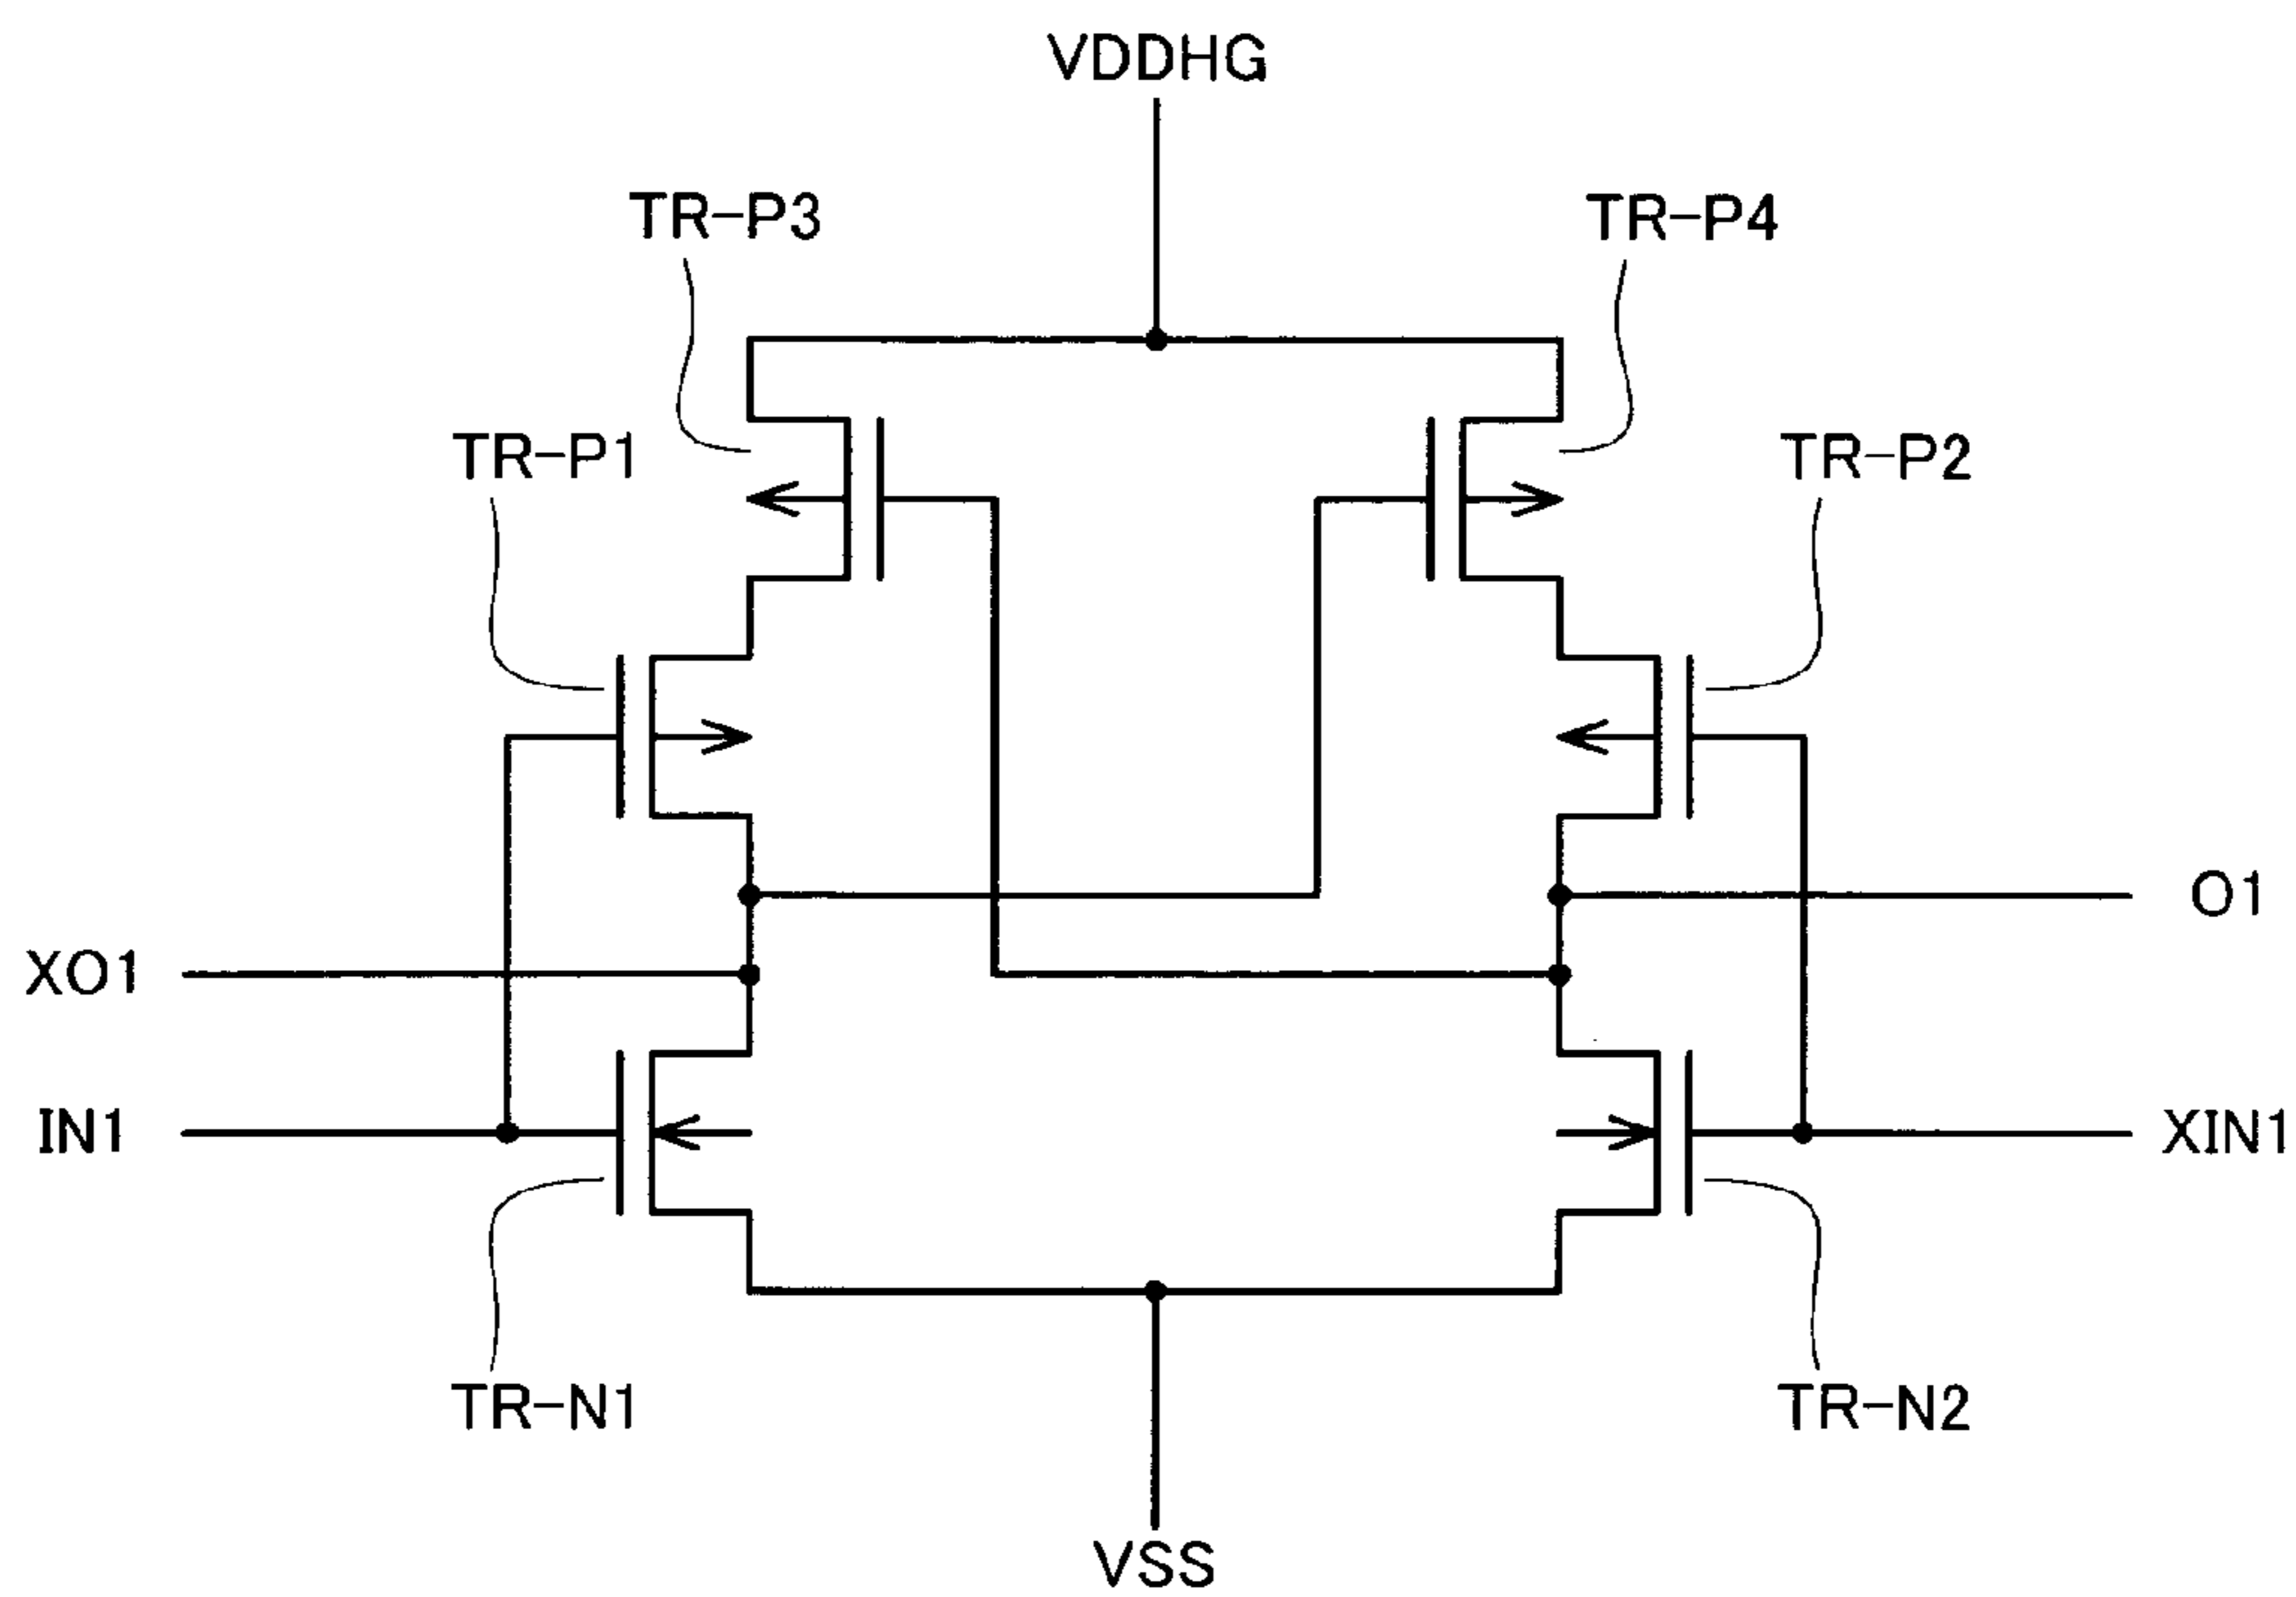 VDDHG
TR-P3
TR-P4
TR-P1
TR-P2
O1
XO1
IN1
XIN1
TR-N1
TR-N2
VSS